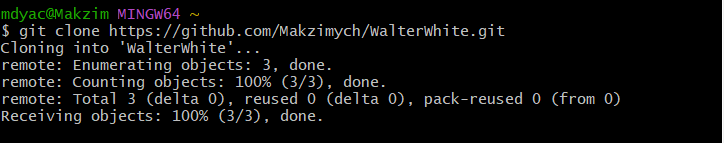 mdyac@Makzim MINGW64 ~
$ git clone https://github.com/Makzimych/WalterWhite.git
Cloning into 'WalterWhite'...
remote: Enumerating objects: 3, done.
remote: Counting objects: 100% (3/3), done.
remote: Total 3 (delta 0), reused 0 (delta 0), pack-reused 0 (from 0)
Receiving objects: 100% (3/3), done.